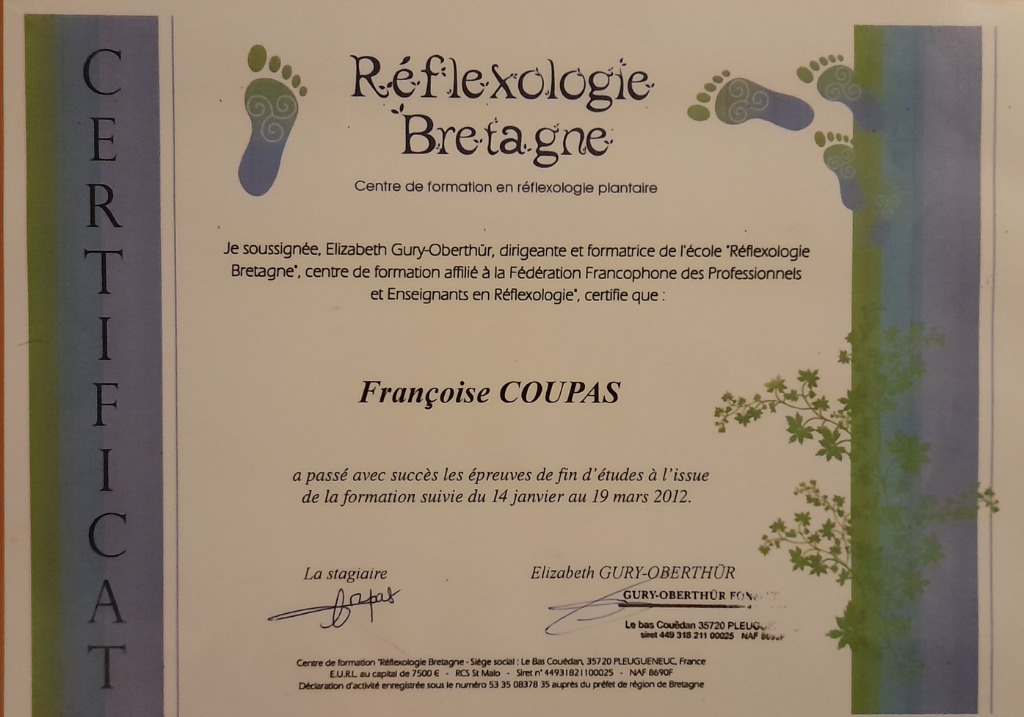 CERTIFICAT
Réflexologie
Bretagne
Centre de formation en réflexologie plantaire
Je soussignée, Elizabeth Gury-Oberthür, dirigeante et formatrice de l'école "Réflexologie
Bretagne", centre de formation affilié à la Fédération Francophone des Professionnels
et Enseignants en Réflexologie", certifie que :
Françoise COUPAS
a passé avec succès les épreuves de fin d'études à l'issue
de la formation suivie du 14 janvier au 19 mars 2012.
La stagiaire
Coupas
Elizabeth GURY-OBERTHÜR
GURY-OBERTHÜR
Le bas Couëdan 35720
siret 449 318 211 00025 NAF
Centre de formation "Réflexologie Bretagne - Siège social : Le Bas Couëdan, 35720 PLEUGUENEUC, France
E.U.R.L. au capital de 7500 € - RCS St Malo - Siret n° 44931821100025 - NAF 8690F
Déclaration d'activité enregistrée sous le numéro 53 35 08378 35 auprès du préfet de région de Bretagne